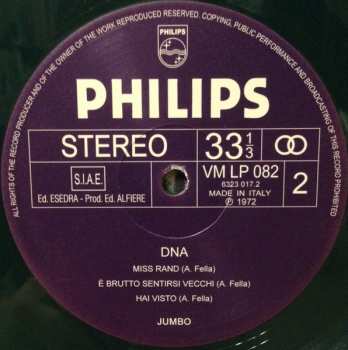 ALL RIGHTS OF THE RECORD PRODUCER AND OF THE OWNER OF THE WORK REPRODUCED RESERVED. COPYING, PUBLIC PERFORMANCE AND BROADCASTING OF THIS RECORD PROHIBITED
PHILIPS
PHILIPS
STEREO
33 1/3
S.I.A.E.
VM LP 082
6323 017.2
MADE IN ITALY
℗ 1972
2
Ed. ESEDRA - Prod. Ed. ALFIERE
DNA
MISS RAND (A. Fella)
È BRUTTO SENTIRSI VECCHI (A. Fella)
HAI VISTO (A. Fella)
JUMBO